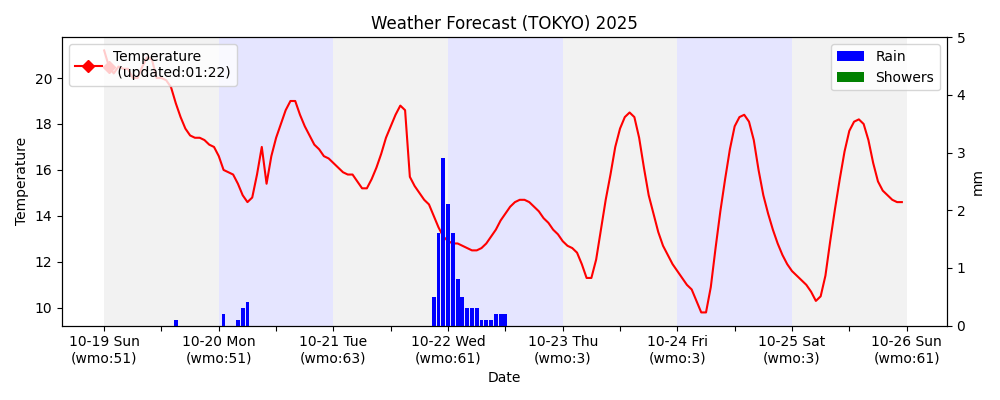 Weather Forecast (TOKYO) 2025
Temperature
(updated:01:22)
Rain
Showers
20
18
16
14
12
10
Temperature
5
4
3
2
1
0
mm
10-19 Sun
(wmo:51)
10-20 Mon
(wmo:51)
10-21 Tue
(wmo:63)
10-22 Wed
(wmo:61)
10-23 Thu
(wmo:3)
10-24 Fri
(wmo:3)
10-25 Sat
(wmo:3)
10-26 Sun
(wmo:61)
Date